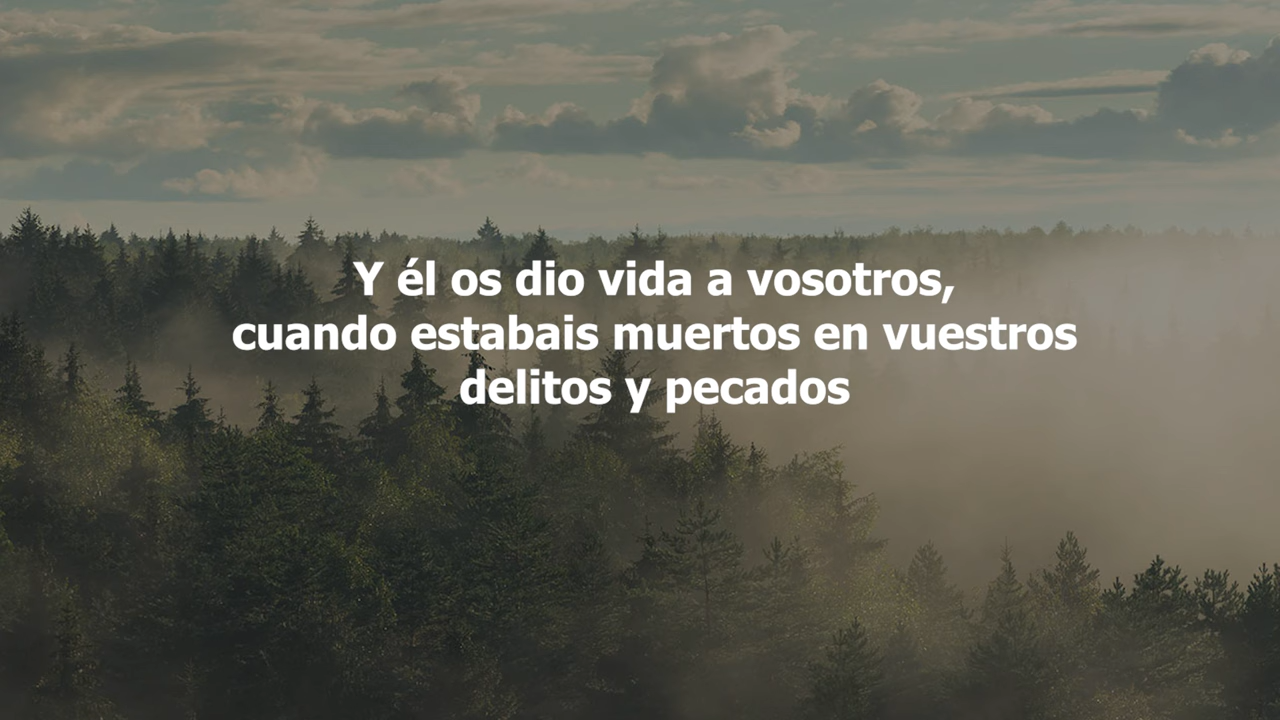 Y él os dio vida a vosotros,
cuando estabais muertos en vuestros
delitos y pecados